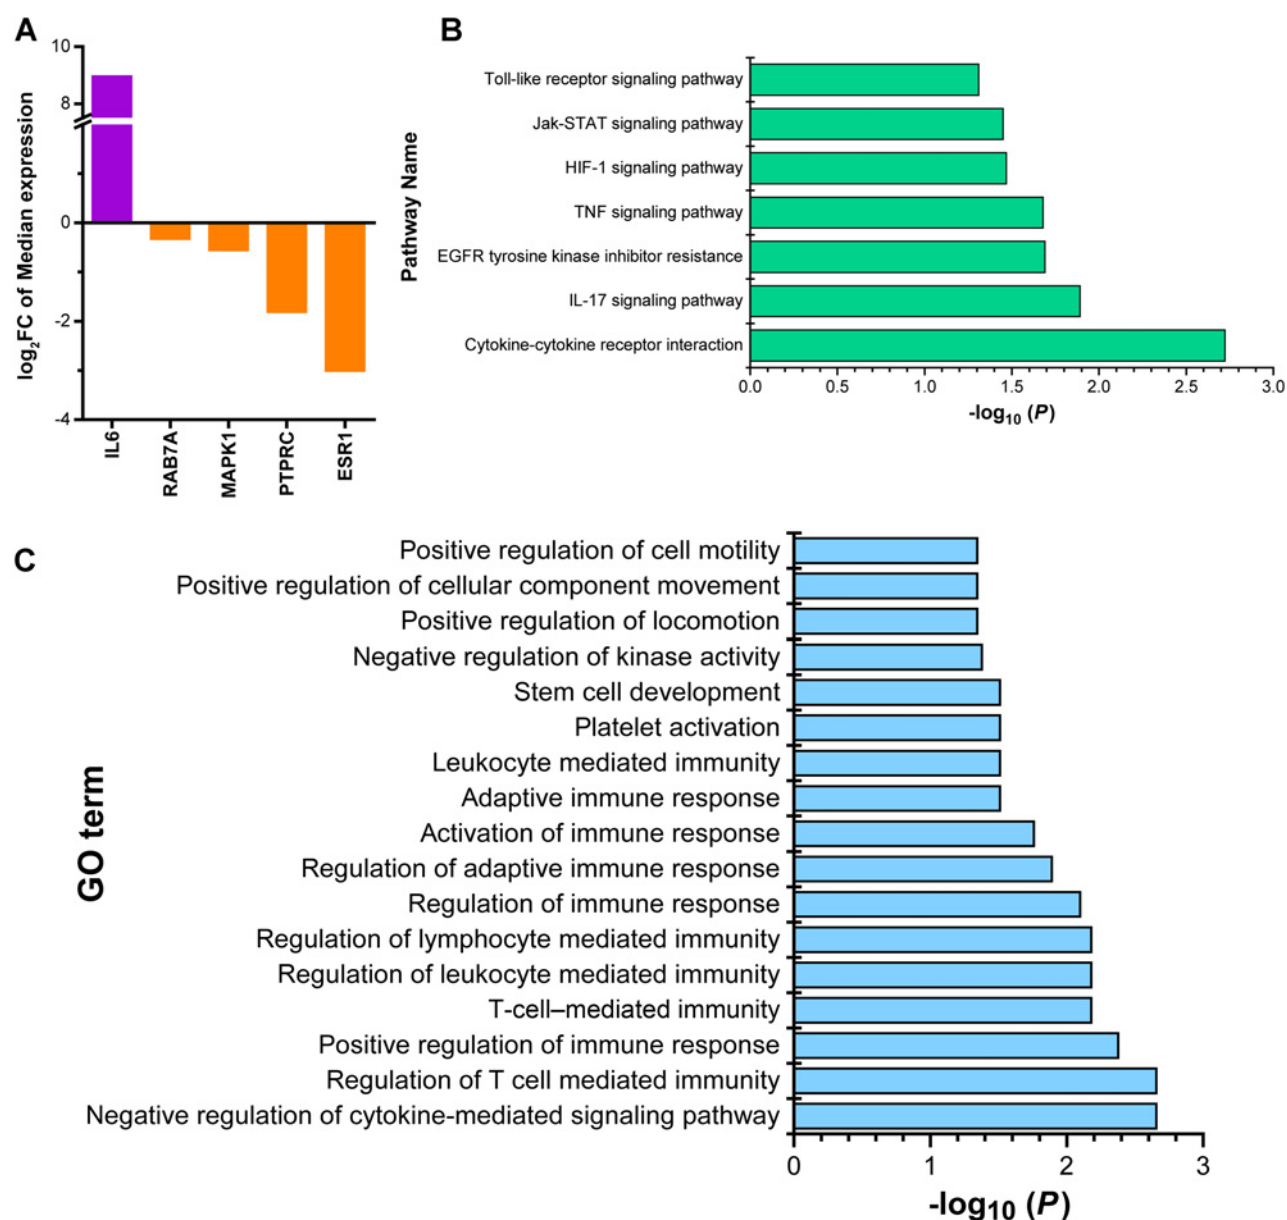 A
log₂FC of Median expression
10
8
0
-2
-4
IL6
RAB7A
MAPK1
PTPRC
ESR1
B
Pathway Name
Toll-like receptor signaling pathway
Jak-STAT signaling pathway
HIF-1 signaling pathway
TNF signaling pathway
EGFR tyrosine kinase inhibitor resistance
IL-17 signaling pathway
Cytokine-cytokine receptor interaction
0.0 0.5 1.0 1.5 2.0 2.5 3.0
-log₁₀ (P)
C
GO term
Positive regulation of cell motility
Positive regulation of cellular component movement
Positive regulation of locomotion
Negative regulation of kinase activity
Stem cell development
Platelet activation
Leukocyte mediated immunity
Adaptive immune response
Activation of immune response
Regulation of adaptive immune response
Regulation of immune response
Regulation of lymphocyte mediated immunity
Regulation of leukocyte mediated immunity
T-cell–mediated immunity
Positive regulation of immune response
Regulation of T cell mediated immunity
Negative regulation of cytokine-mediated signaling pathway
0 1 2 3
-log₁₀ (P)